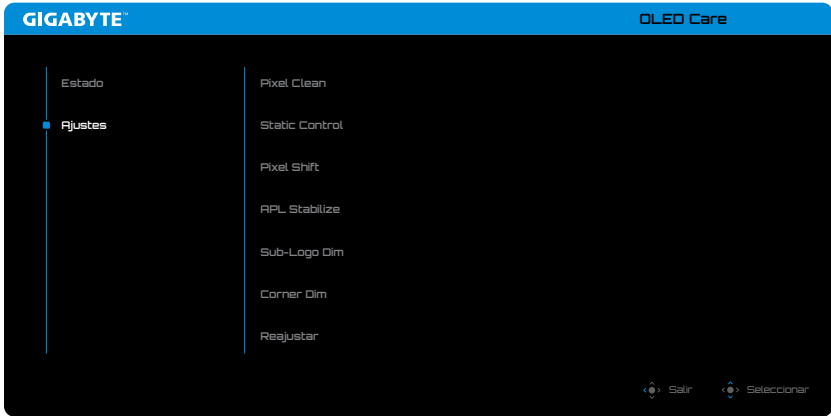 GIGABYTE™ OLED Care
Estado Pixel Clean
Ajustes Static Control
Pixel Shift
APL Stabilize
Sub-Logo Dim
Corner Dim
Reajustar
Salir Seleccionar